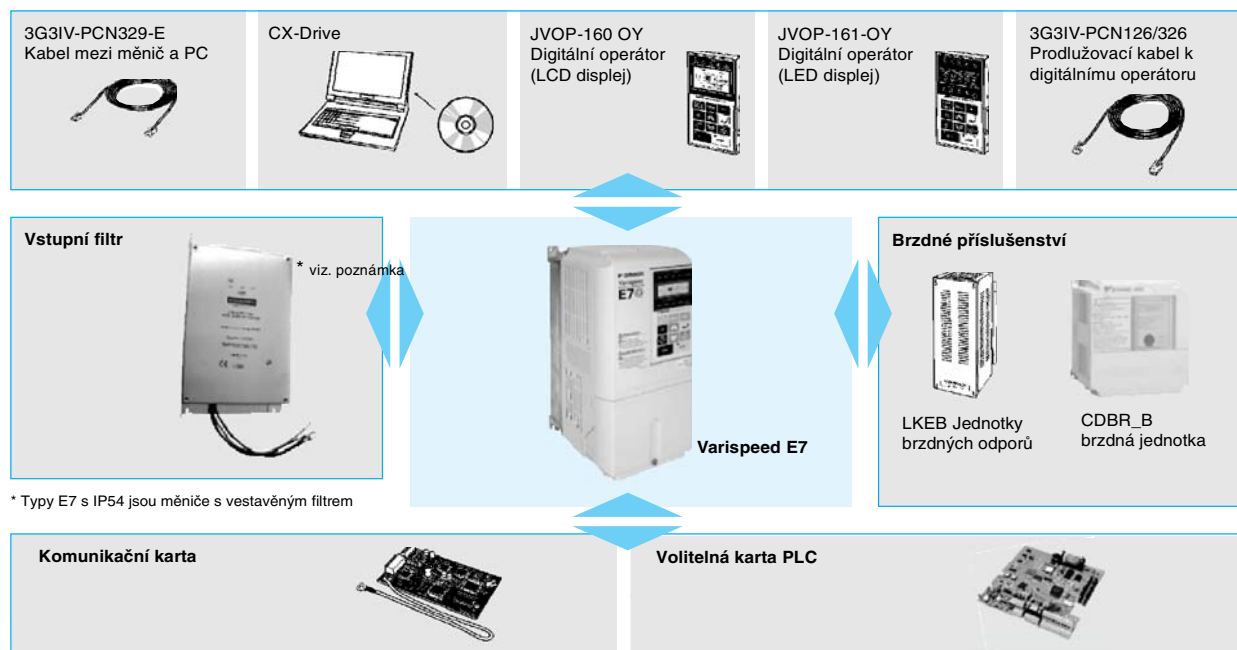 3G3IV-PCN329-E
Kabel mezi měnič a PC
CX-Drive
JVOP-160 OY
Digitální operátor
(LCD displej)
JVOP-161-OY
Digitální operátor
(LED displej)
3G3IV-PCN126/326
Prodlužovací kabel k
digitálnímu operátoru
Vstupní filtr
* viz. poznámka
Varispeed
E7
Varispeed E7
Brzdné příslušenství
LKEB Jednotky
brzdných odporů
CDBR_B
brzdná jednotka
* Typy E7 s IP54 jsou měniče s vestavěným filtrem
Komunikační karta
Volitelná karta PLC